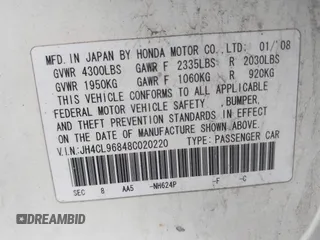 MFD. IN JAPAN BY HONDA MOTOR CO.,LTD. 01/08
GVWR 4300LBS GAWR F 2335LBS R 2030LBS
GVWR 1950KG GAWR F 1060KG R 920KG
THIS VEHICLE CONFORMS TO ALL APPLICABLE
FEDERAL MOTOR VEHICLE SAFETY, BUMPER,
AND THEFT PREVENTION STANDARDS IN EFFECT
ON THE DATE OF MANUFACTURE SHOWN ABOVE.
V.I.N.:JH4CL96848C020220 TYPE: PASSENGER CAR
SEC 8 AA5 -NH624P -F -C
DREAMBID